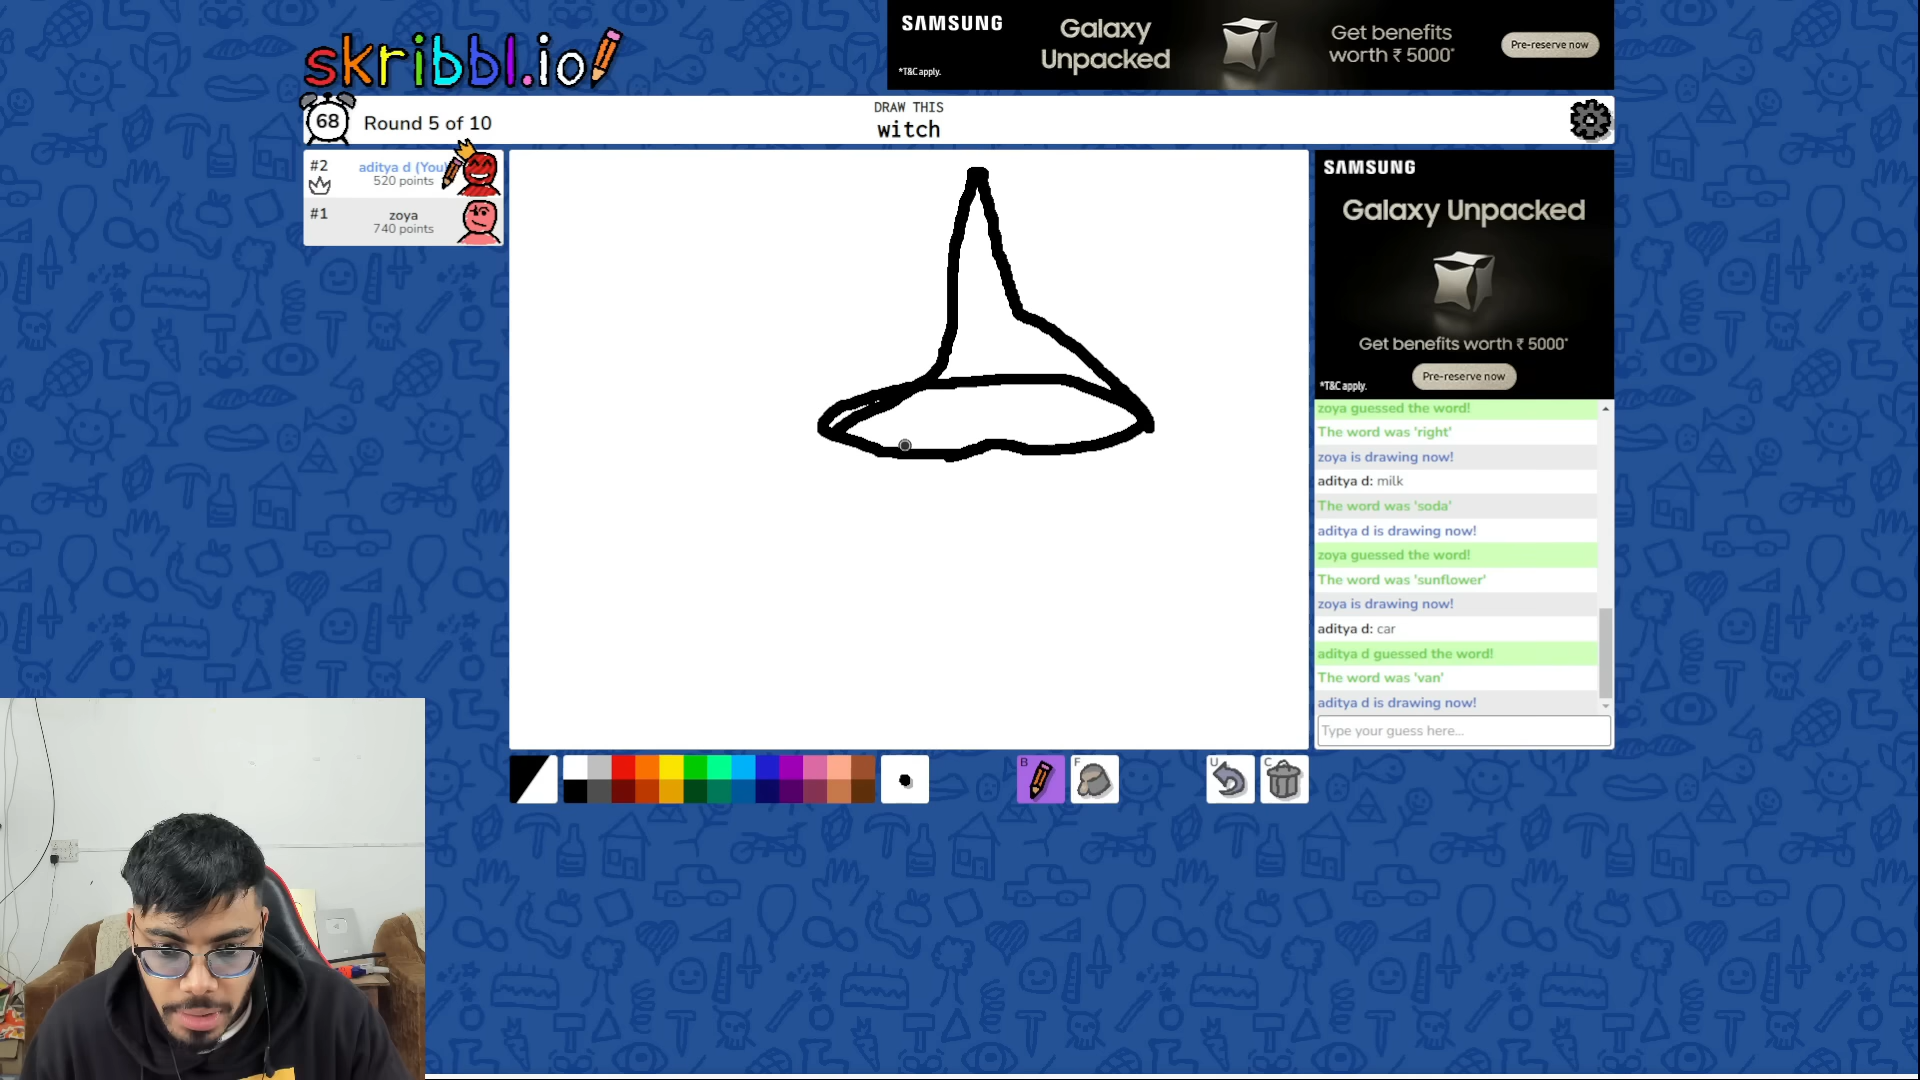 SAMSUNG
*T&C apply.
Galaxy
Unpacked
Get benefits
worth ₹ 5000*
Pre-reserve now
skribbl.io
68
Round 5 of 10
DRAW THIS
witch
#2
aditya d (You)
520 points
#1
zoya
740 points
SAMSUNG
Galaxy Unpacked
Get benefits worth ₹ 5000*
*T&C apply.
Pre-reserve now
zoya guessed the word!
The word was 'right'
zoya is drawing now!
aditya d: milk
The word was 'soda'
aditya d is drawing now!
zoya guessed the word!
The word was 'sunflower'
zoya is drawing now!
aditya d: car
aditya d guessed the word!
The word was 'van'
aditya d is drawing now!
Type your guess here...
B
F
U
C